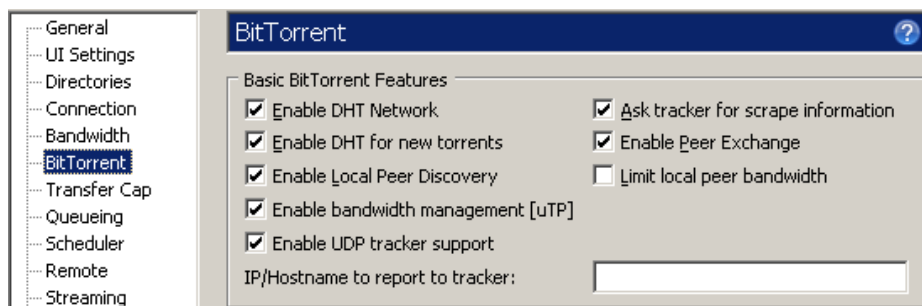 General
UI Settings
Directories
Connection
Bandwidth
BitTorrent
Transfer Cap
Queueing
Scheduler
Remote
Streaming
BitTorrent
?
Basic BitTorrent Features
Enable DHT Network
Ask tracker for scrape information
Enable DHT for new torrents
Enable Peer Exchange
Enable Local Peer Discovery
Limit local peer bandwidth
Enable bandwidth management [uTP]
Enable UDP tracker support
IP/Hostname to report to tracker: